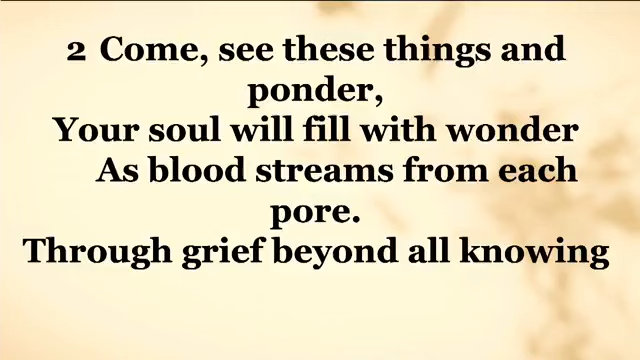 2 Come, see these things and
ponder,
Your soul will fill with wonder
As blood streams from each
pore.
Through grief beyond all knowing